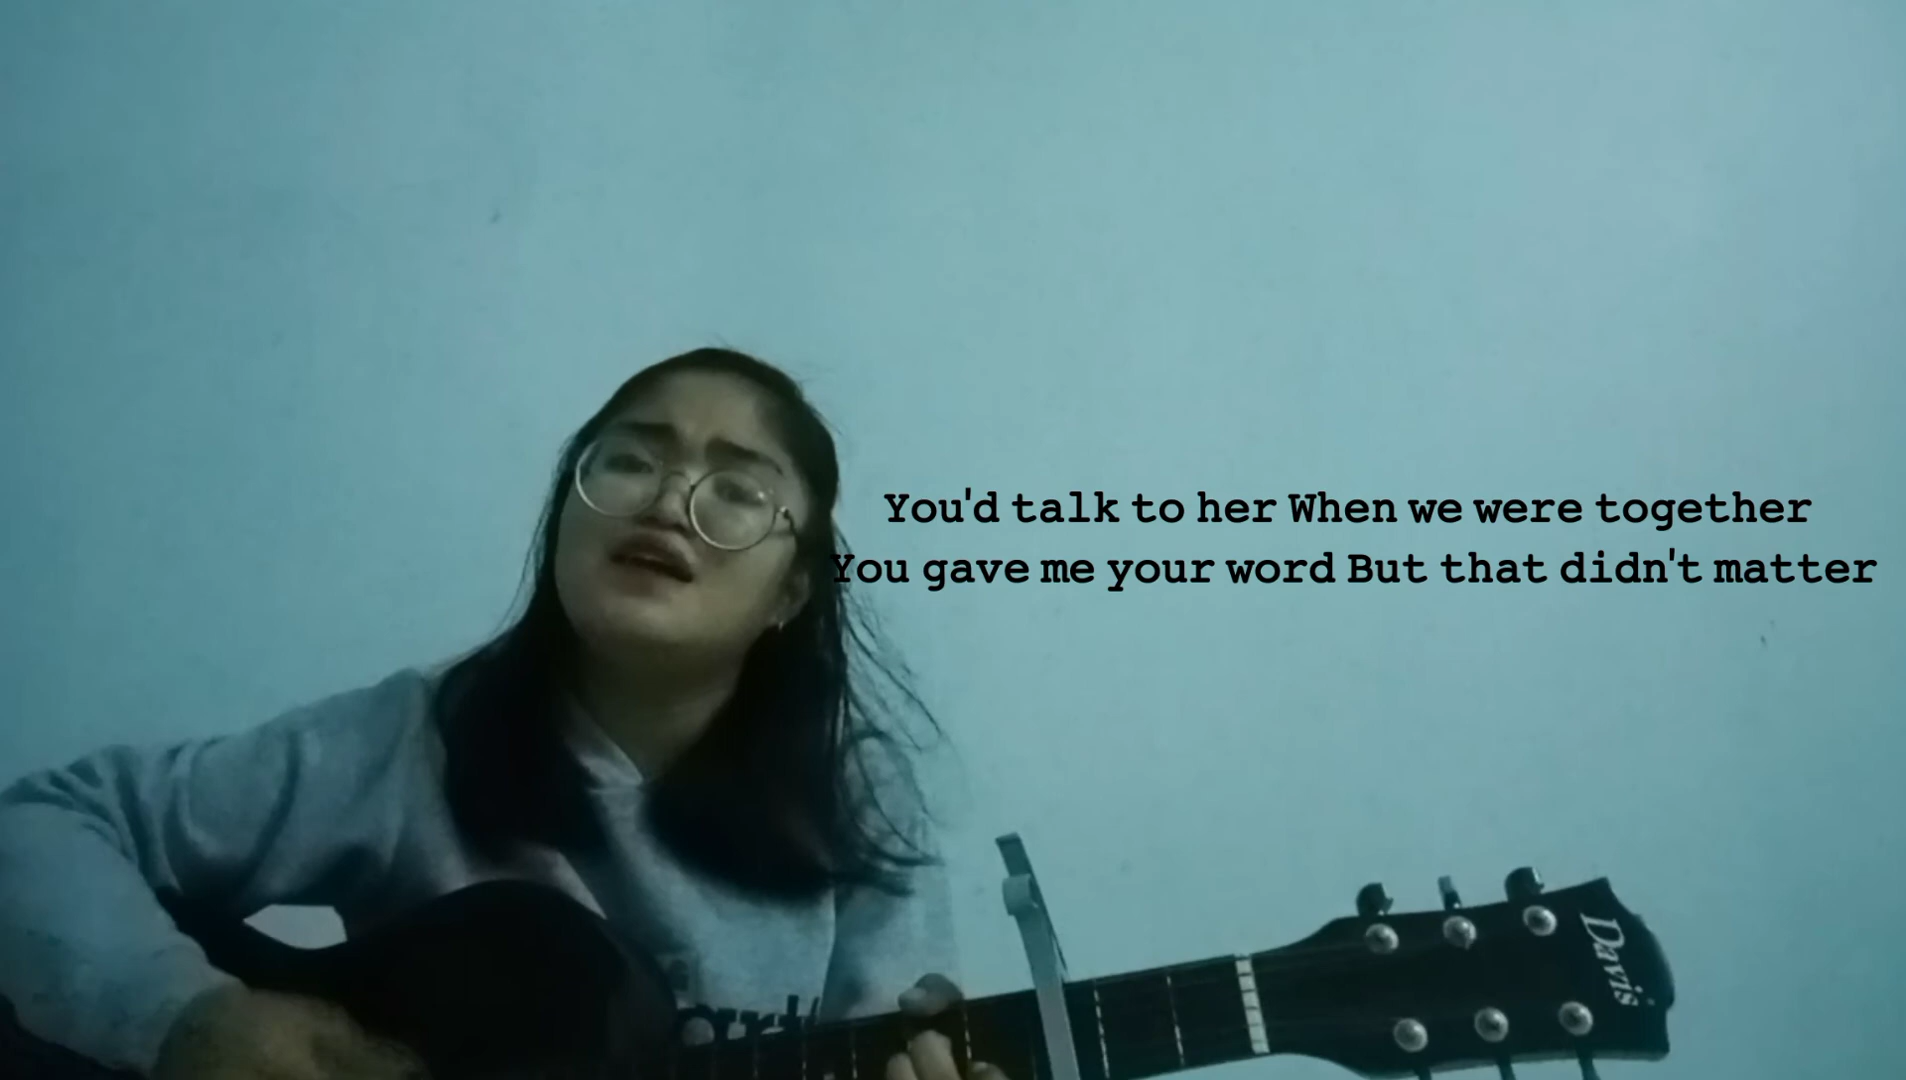 You'd talk to her When we were together
You gave me your word But that didn't matter
Davis